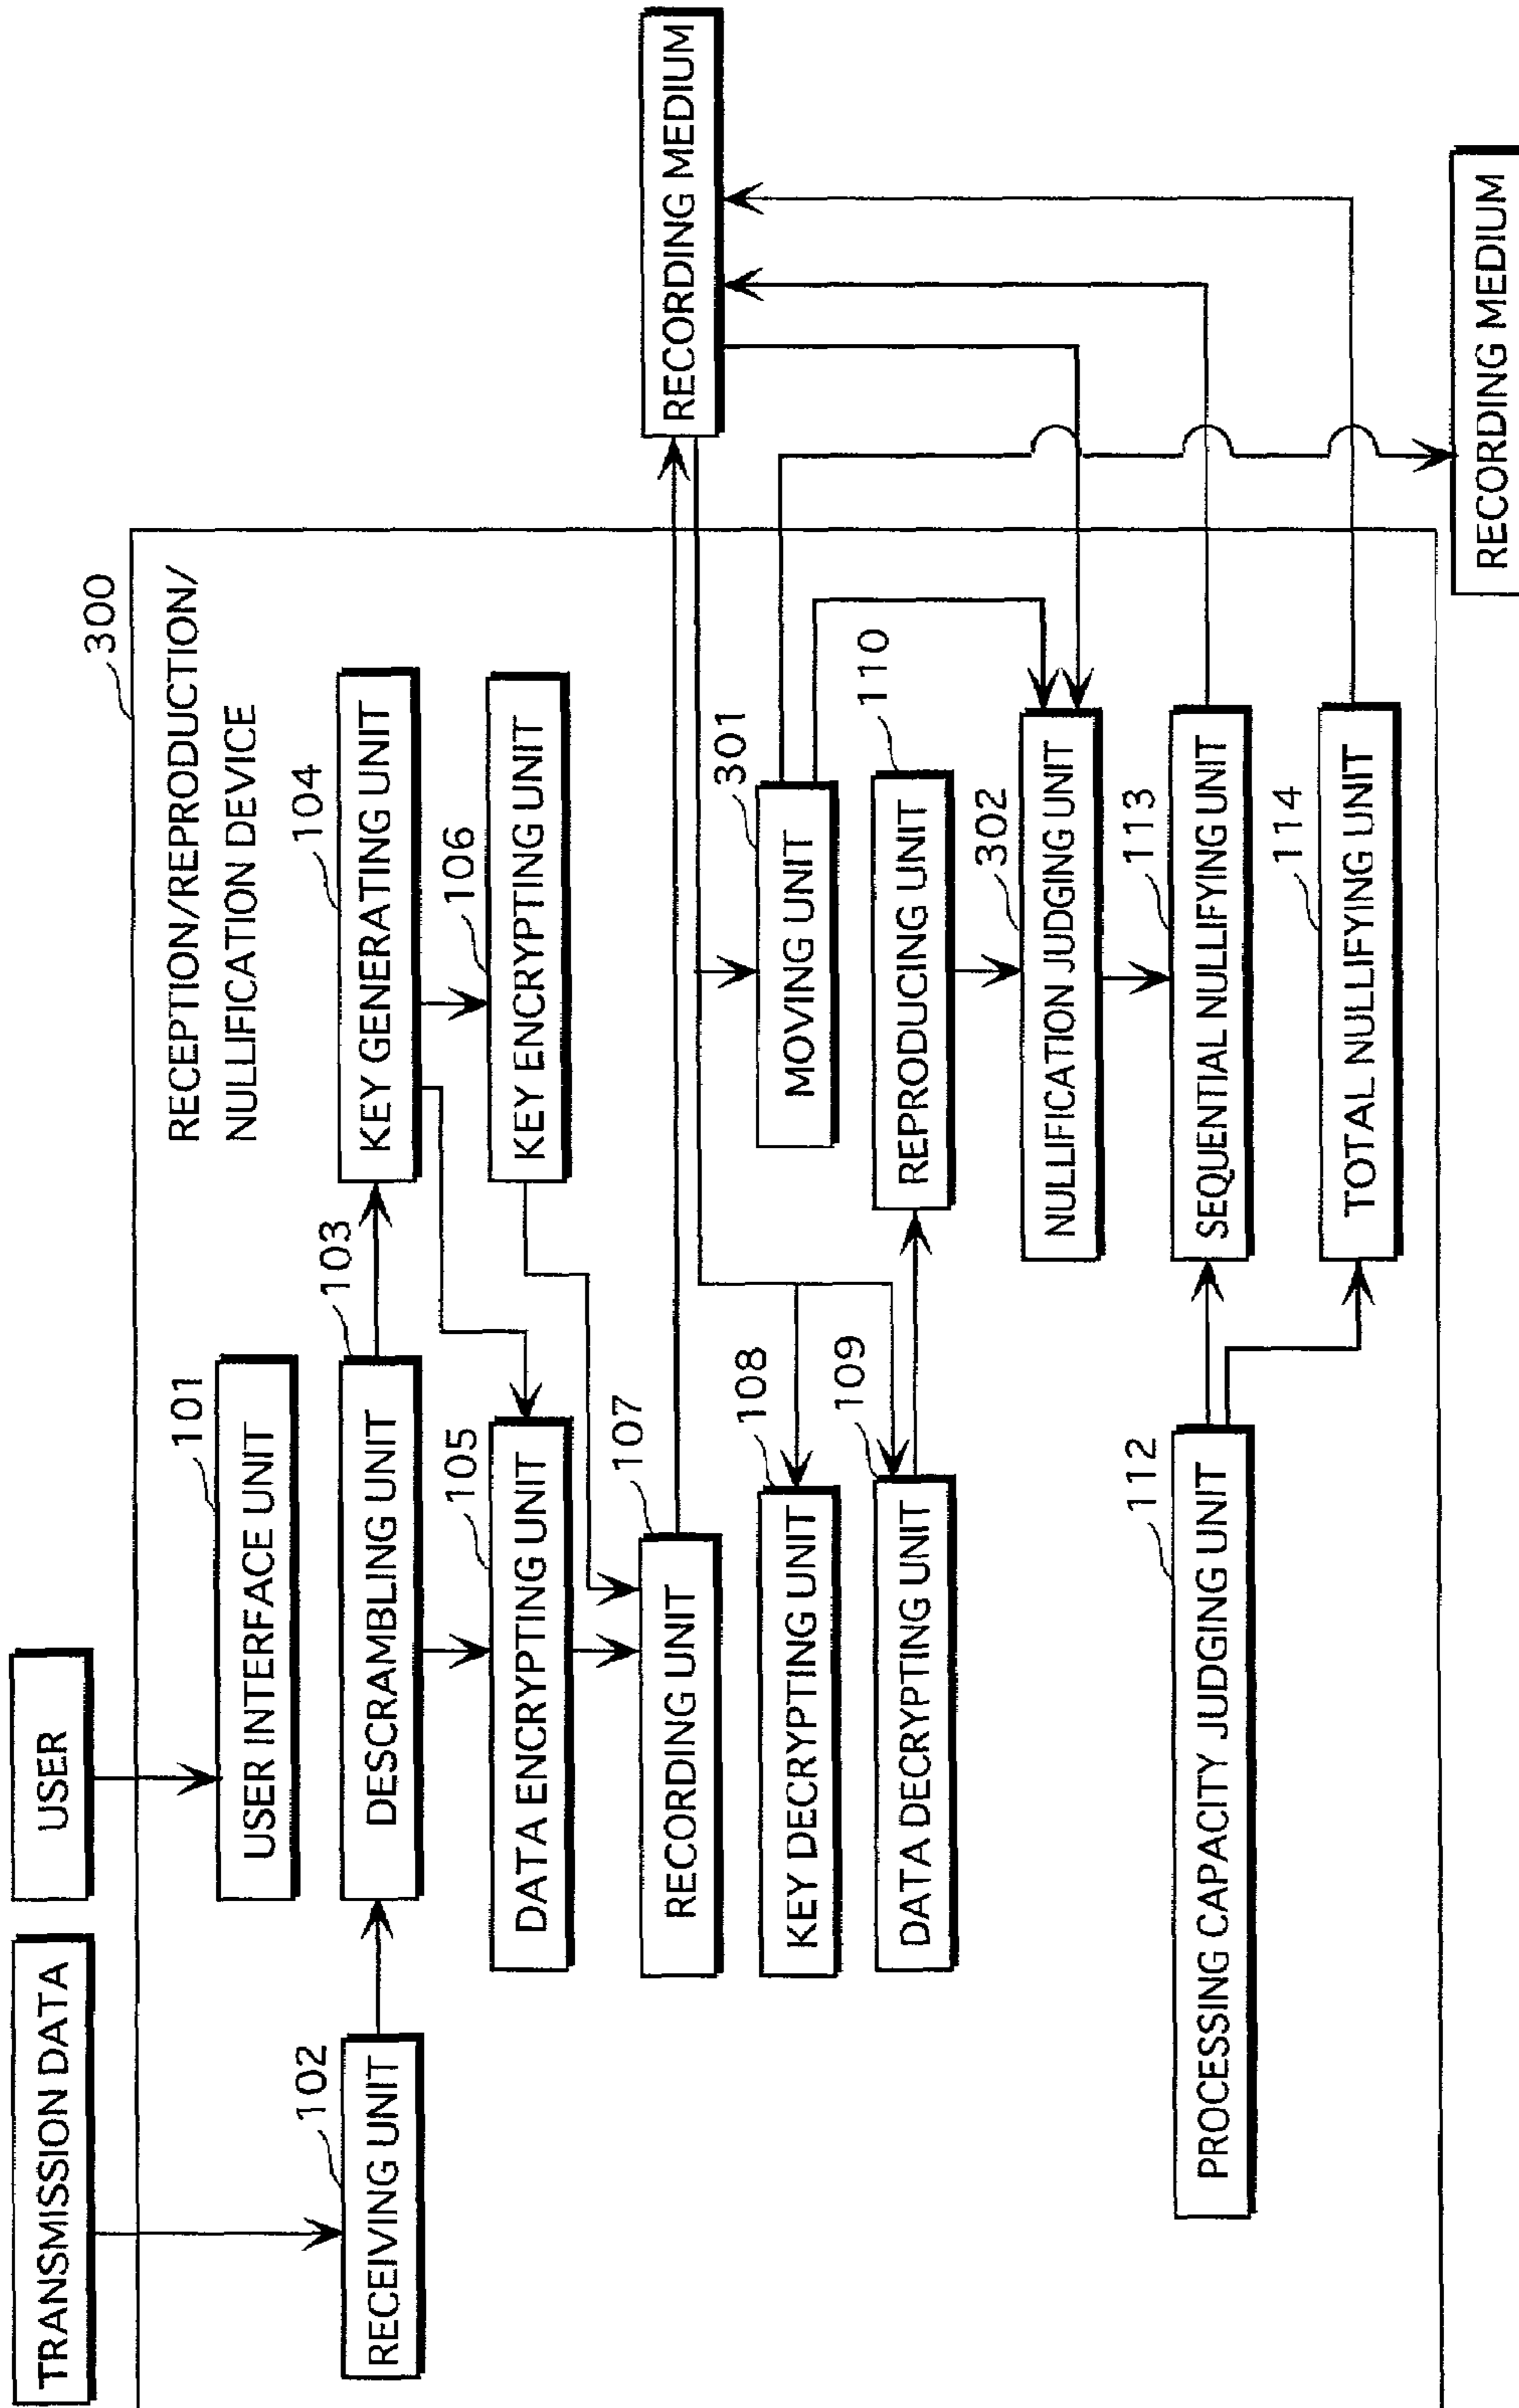 TRANSMISSION DATA
USER
300
RECEPTION/REPRODUCTION/
NULLIFICATION DEVICE
101
USER INTERFACE UNIT
102
RECEIVING UNIT
103
DESCRAMBLING UNIT
104
KEY GENERATING UNIT
105
DATA ENCRYPTING UNIT
106
KEY ENCRYPTING UNIT
107
RECORDING UNIT
RECORDING MEDIUM
108
KEY DECRYPTING UNIT
301
MOVING UNIT
109
DATA DECRYPTING UNIT
110
REPRODUCING UNIT
302
NULLIFICATION JUDGING UNIT
112
PROCESSING CAPACITY JUDGING UNIT
113
SEQUENTIAL NULLIFYING UNIT
114
TOTAL NULLIFYING UNIT
RECORDING MEDIUM